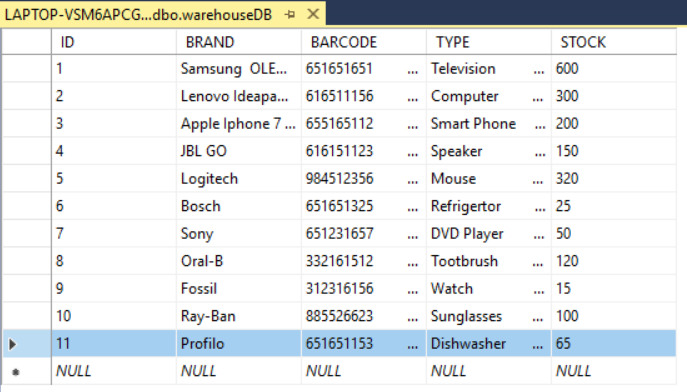 LAPTOP-VSM6APCG...dbo.warehouseDB
ID BRAND BARCODE TYPE STOCK
1 Samsung OLE... 651651651 ... Television ... 600
2 Lenovo Ideapa... 616511156 ... Computer ... 300
3 Apple Iphone 7 ... 655165112 ... Smart Phone ... 200
4 JBL GO 616151123 ... Speaker ... 150
5 Logitech 984512356 ... Mouse ... 320
6 Bosch 651651325 ... Refrigertor ... 25
7 Sony 651231657 ... DVD Player ... 50
8 Oral-B 332161512 ... Tootbrush ... 120
9 Fossil 312316156 ... Watch ... 15
10 Ray-Ban 885526623 ... Sunglasses ... 100
11 Profilo 651651153 ... Dishwasher ... 65
NULL NULL NULL NULL NULL